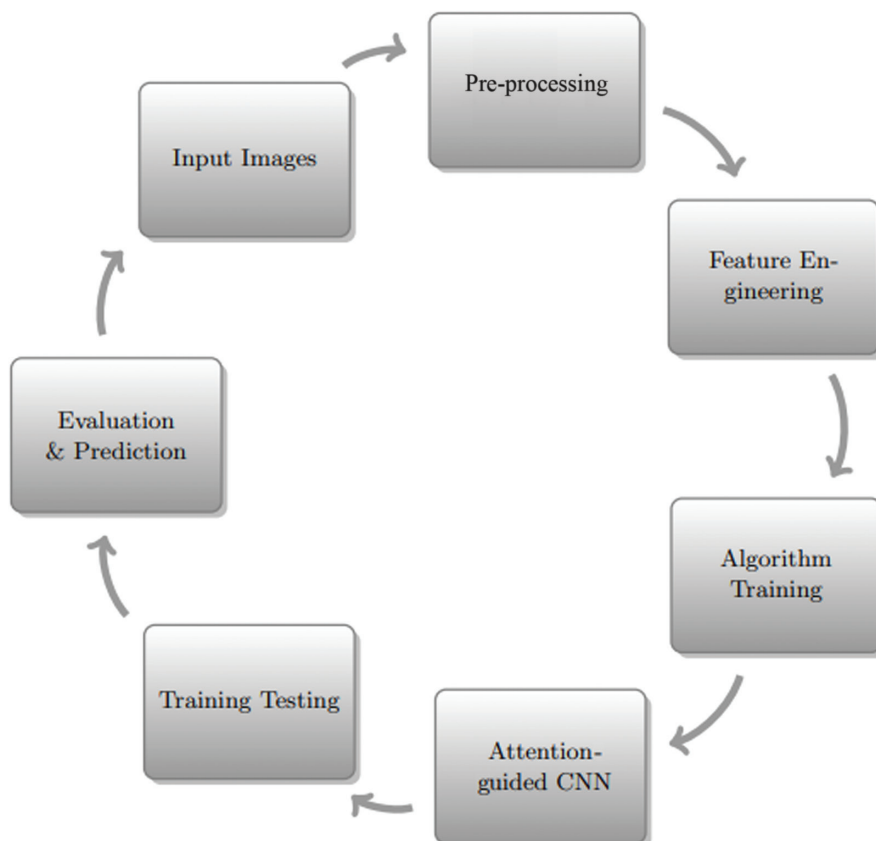 Pre-processing
Input Images
Feature En-
gineering
Evaluation
& Prediction
Algorithm
Training
Training Testing
Attention-
guided CNN